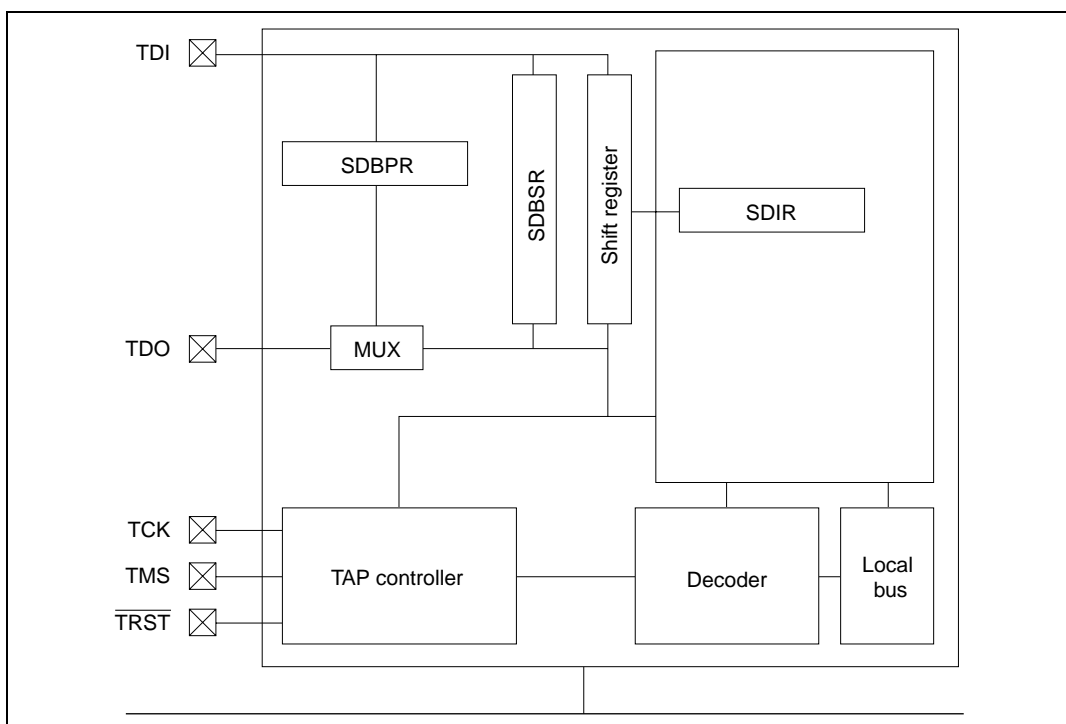 TDI
SDBPR
SDBSR
Shift register
SDIR
TDO
MUX
TCK
TMS
TRST
TAP controller
Decoder
Local
bus